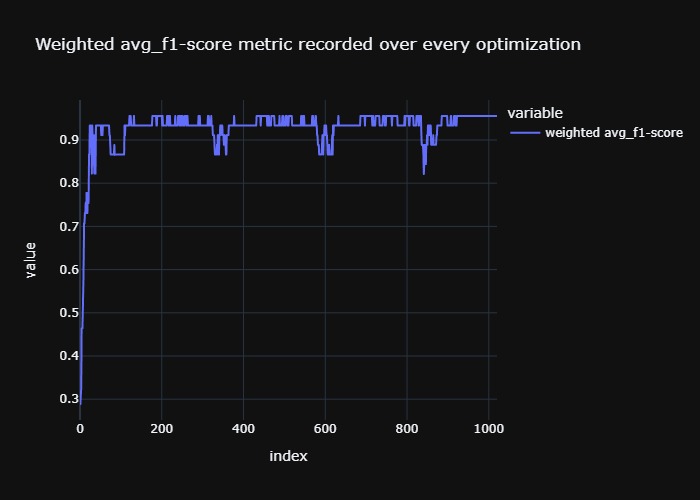 Weighted avg_f1-score metric recorded over every optimization
variable
weighted avg_f1-score
0.9
0.8
0.7
0.6
0.5
0.4
0.3
value
0 200 400 600 800 1000
index